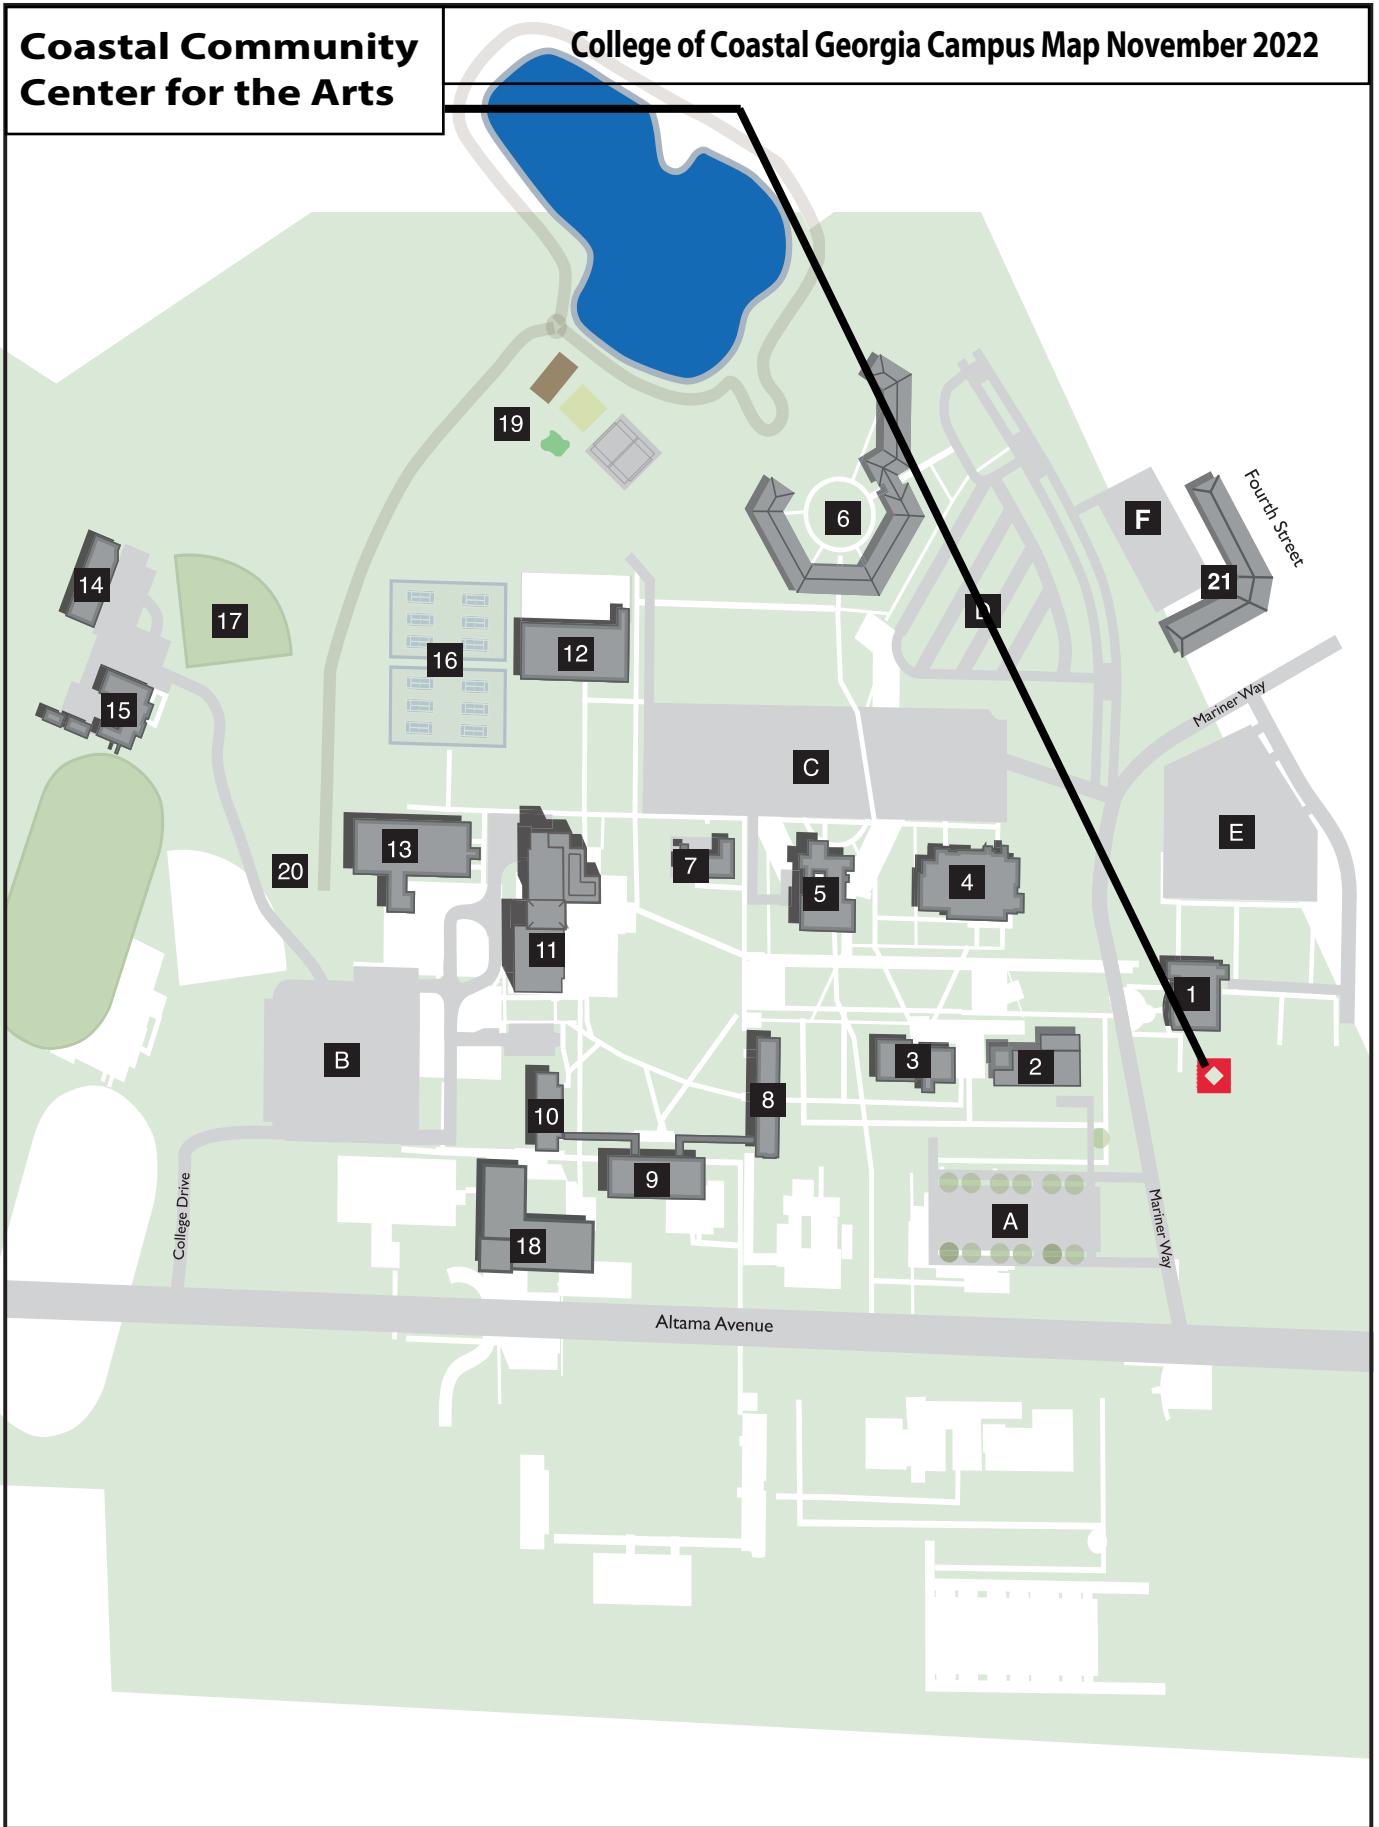 Coastal Community
Center for the Arts
College of Coastal Georgia Campus Map November 2022
19
6
F
Fourth Street
21
14
17
D
16
12
15
Mariner Way
C
E
13
7
20
5
4
11
1
B
3
2
10
8
9
College Drive
A
Mariner Way
18
Altama Avenue